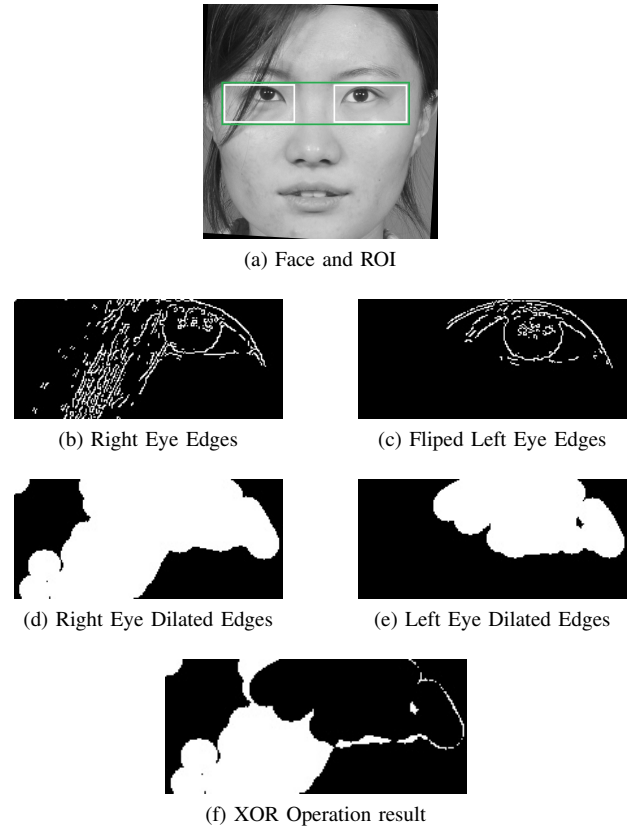 (a) Face and ROI
(b) Right Eye Edges
(c) Fliped Left Eye Edges
(d) Right Eye Dilated Edges
(e) Left Eye Dilated Edges
(f) XOR Operation result